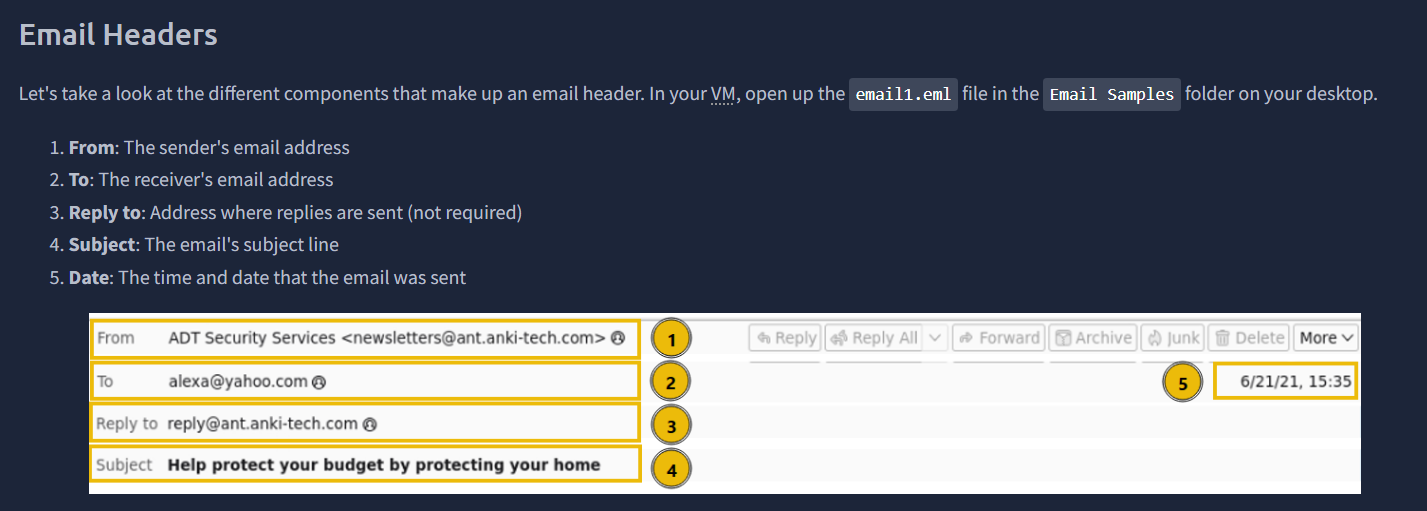 Email Headers
Let's take a look at the different components that make up an email header. In your VM, open up the email1.eml file in the Email Samples folder on your desktop.
1. From: The sender's email address
2. To: The receiver's email address
3. Reply to: Address where replies are sent (not required)
4. Subject: The email's subject line
5. Date: The time and date that the email was sent
From ADT Security Services <newsletters@ant.anki-tech.com> 1 Reply Reply All Forward Archive Junk Delete More
To alexa@yahoo.com 2 5 6/21/21, 15:35
Reply to reply@ant.anki-tech.com 3
Subject Help protect your budget by protecting your home 4